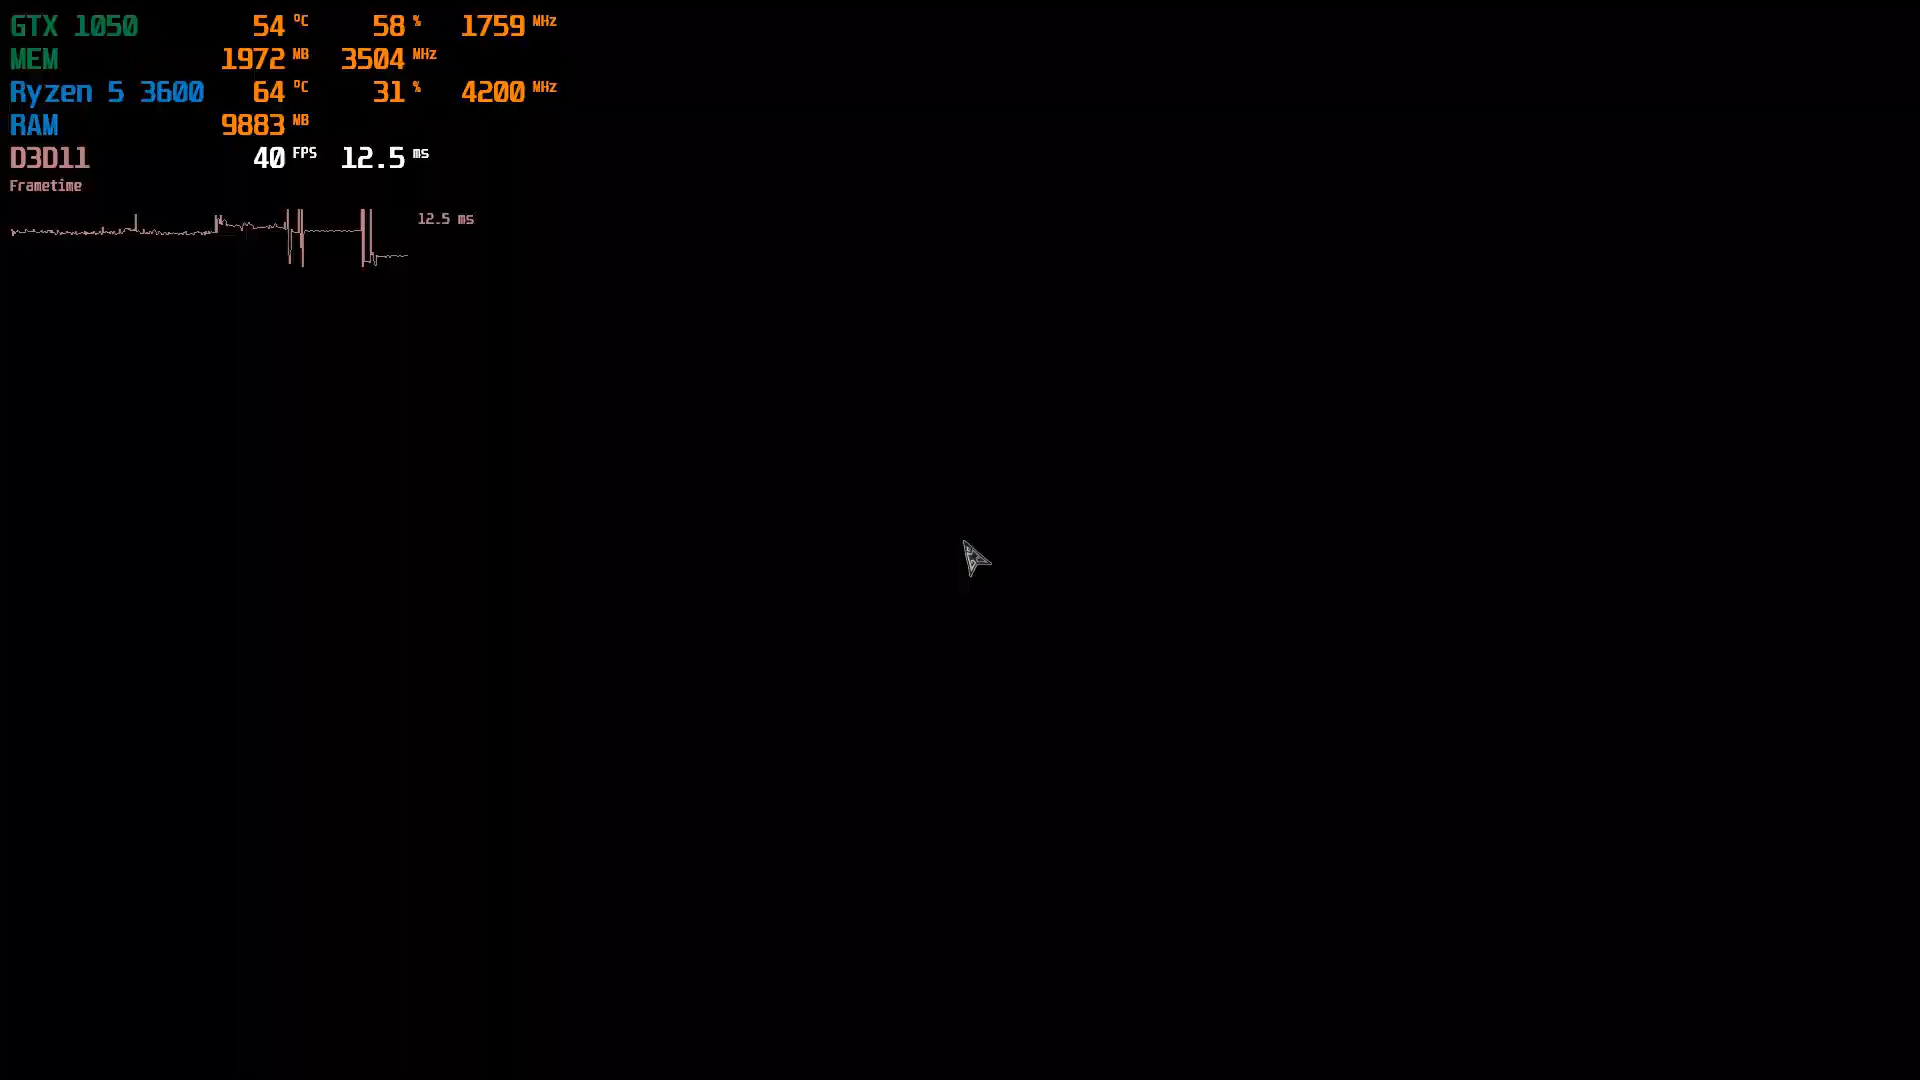 GTX 1050 54 °C 58 % 1759 MHz
MEM 1972 MB 3504 MHz
Ryzen 5 3600 64 °C 31 % 4200 MHz
RAM 9883 MB
D3D11 40 FPS 12.5 ms
Frametime
12.5 ms